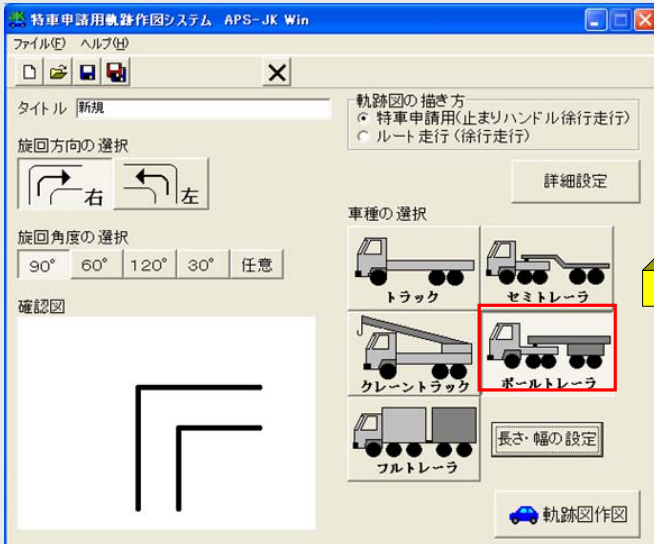 特車申請用軌跡作図システム APS-JK Win
ファイル(F) ヘルプ(H)
タイトル 新規
旋回方向の選択
右
左
旋回角度の選択
90° 60° 120° 30° 任意
確認図
軌跡図の描き方
特車申請用(止まりハンドル徐行走行)
ルート走行(徐行走行)
詳細設定
車種の選択
トラック
セミトレーラ
クレーントラック
ポールトレーラ
フルトレーラ
長さ・幅の設定
軌跡図作図